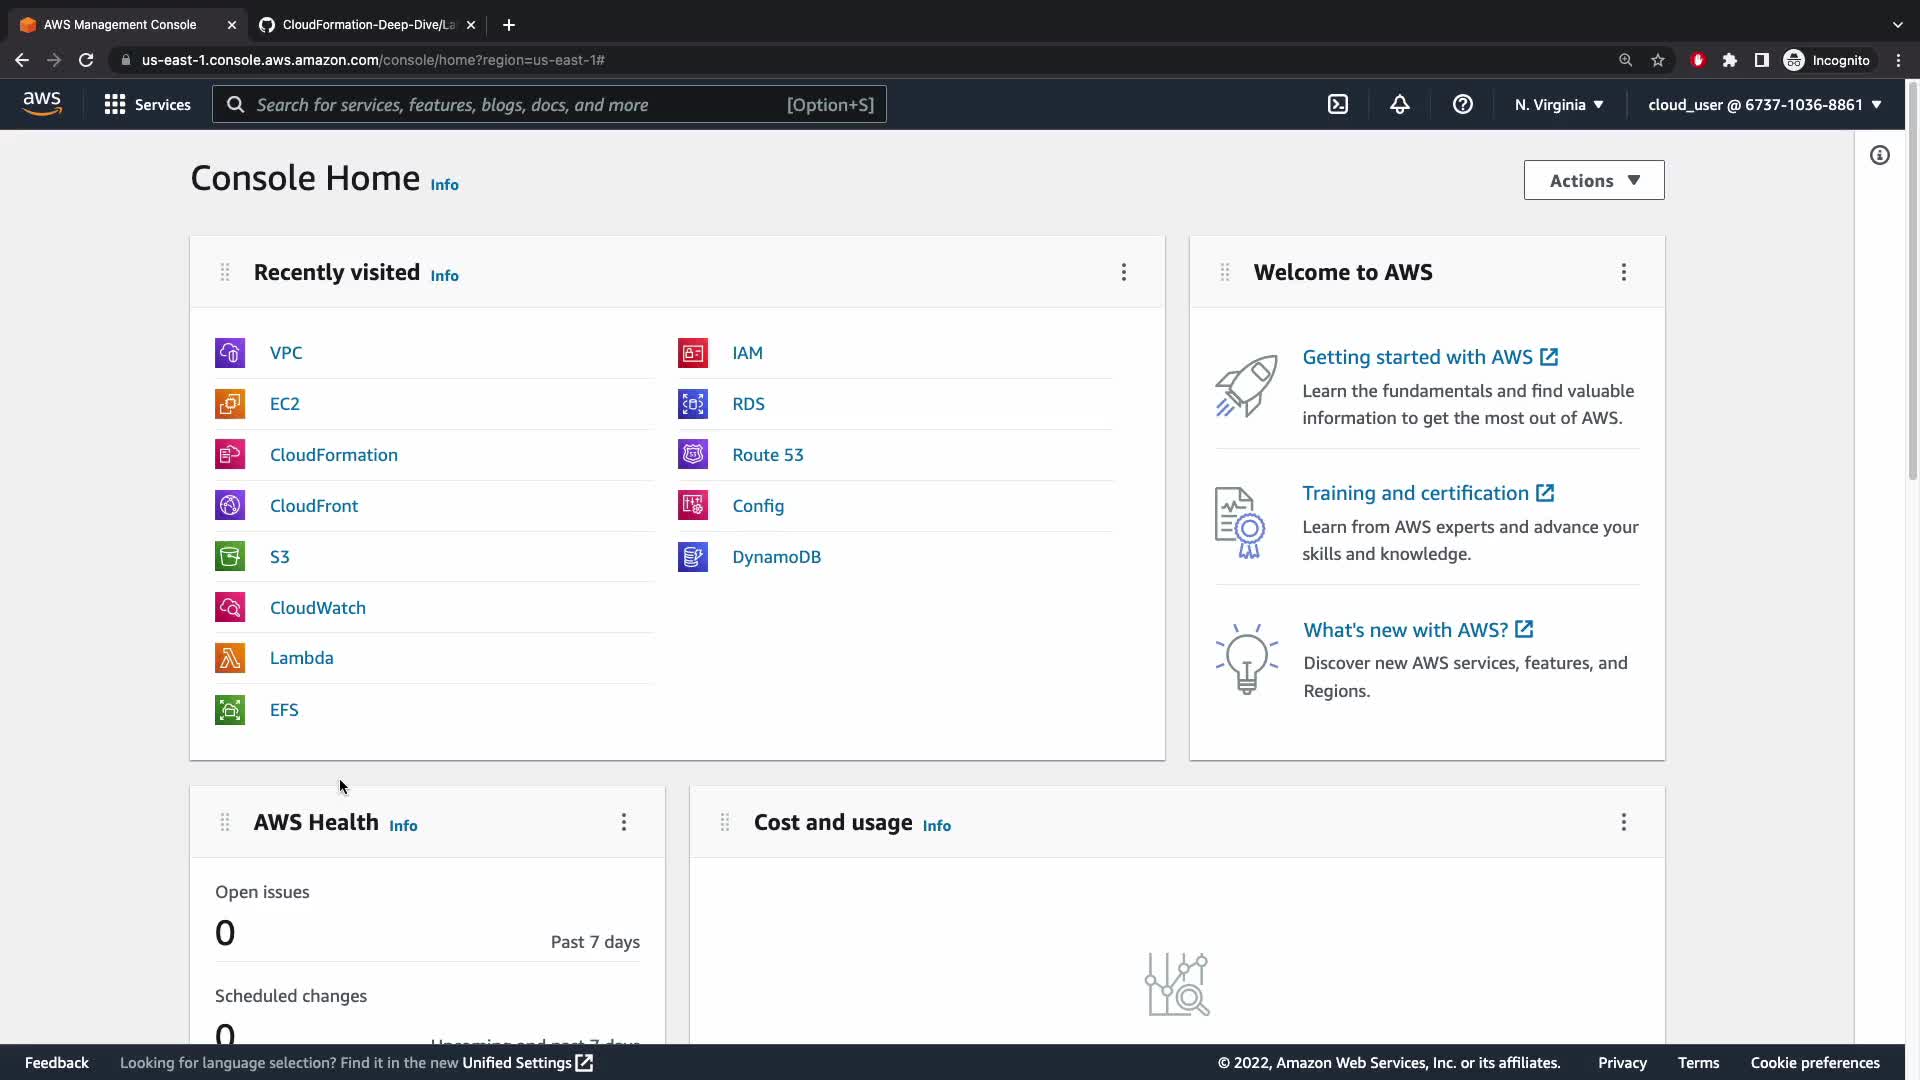 AWS Management Console
CloudFormation-Deep-Dive/La
us-east-1.console.aws.amazon.com/console/home?region=us-east-1#
Incognito
aws
Services
Search for services, features, blogs, docs, and more
[Option+S]
N. Virginia
cloud_user @ 6737-1036-8861
Console Home Info
Actions
Recently visited Info
VPC
EC2
CloudFormation
CloudFront
S3
CloudWatch
Lambda
EFS
IAM
RDS
Route 53
Config
DynamoDB
Welcome to AWS
Getting started with AWS
Learn the fundamentals and find valuable
information to get the most out of AWS.
Training and certification
Learn from AWS experts and advance your
skills and knowledge.
What's new with AWS?
Discover new AWS services, features, and
Regions.
AWS Health Info
Open issues
0
Past 7 days
Scheduled changes
0
Upcoming and past 7 days
Cost and usage Info
Feedback
Looking for language selection? Find it in the new Unified Settings
© 2022, Amazon Web Services, Inc. or its affiliates.
Privacy
Terms
Cookie preferences